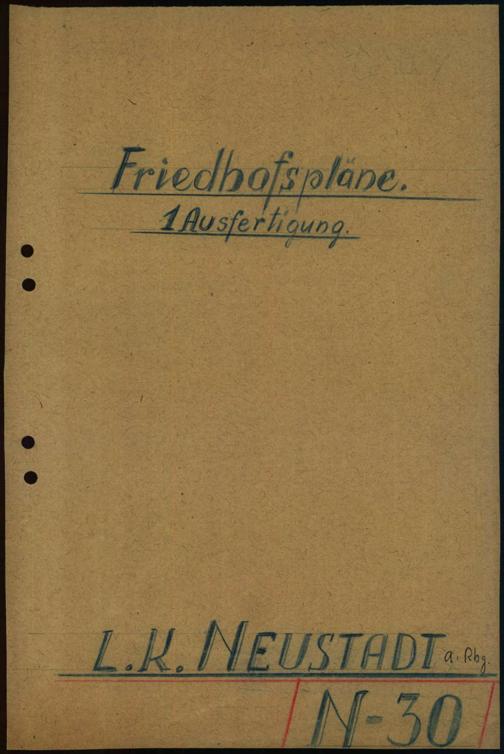 Friedhofspläne.
1 Ausfertigung.
L.K. NEUSTADT a. Rbg.
N-30